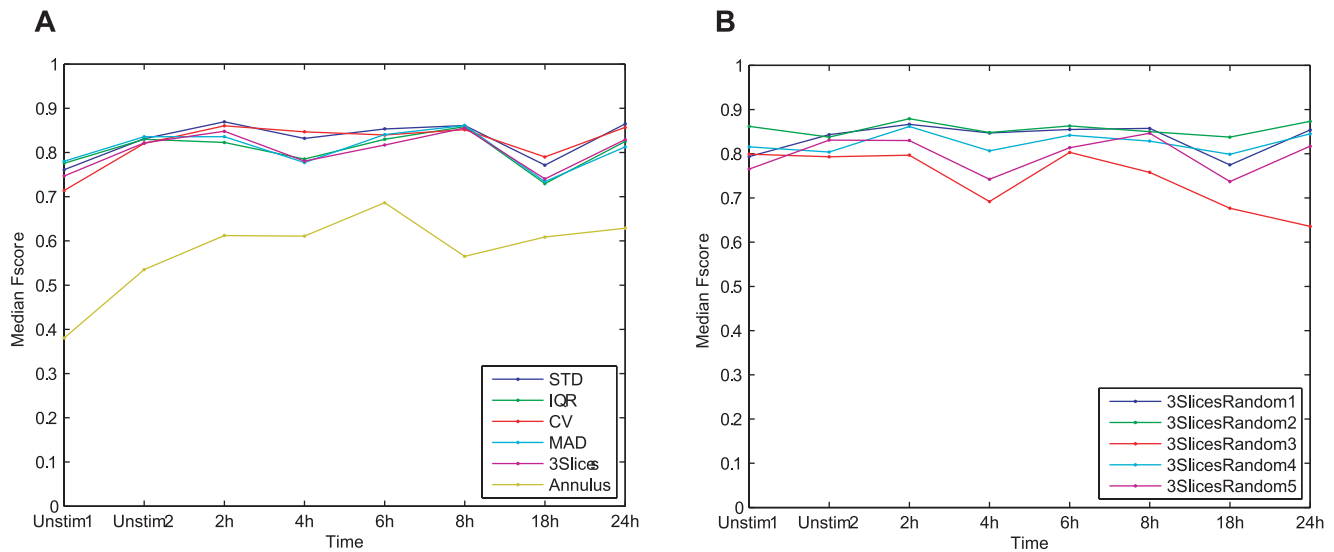 A
1
0.9
0.8
0.7
0.6
0.5
0.4
0.3
0.2
0.1
0
Median Fscore
Unstim1 Unstim2 2h 4h 6h 8h 18h 24h
Time
STD
IQR
CV
MAD
3Slices
Annulus
B
1
0.9
0.8
0.7
0.6
0.5
0.4
0.3
0.2
0.1
0
Median Fscore
Unstim1 Unstim2 2h 4h 6h 8h 18h 24h
Time
3SlicesRandom1
3SlicesRandom2
3SlicesRandom3
3SlicesRandom4
3SlicesRandom5